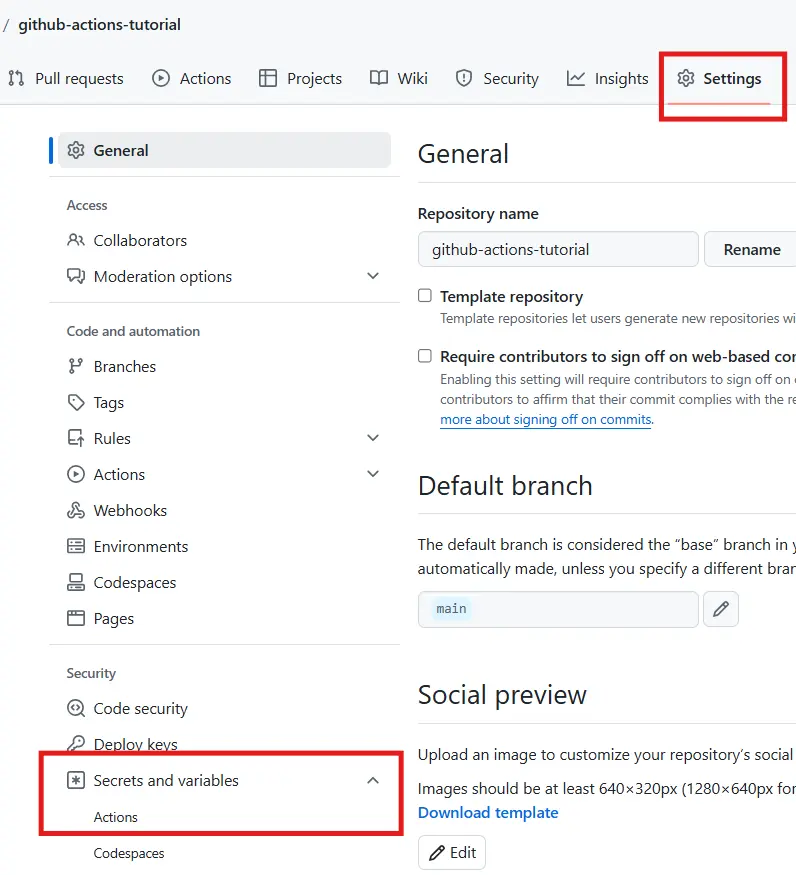 / github-actions-tutorial
Pull requests Actions Projects Wiki Security Insights Settings
General
Access
Collaborators
Moderation options
Code and automation
Branches
Tags
Rules
Actions
Webhooks
Environments
Codespaces
Pages
Security
Code security
Deploy keys
Secrets and variables
Actions
Codespaces
General
Repository name
github-actions-tutorial Rename
Template repository
Template repositories let users generate new repositories
Require contributors to sign off on web-based
Enabling this setting will require contributors to sign off on
contributors to affirm that their commit complies with the
more about signing off on commits.
Default branch
The default branch is considered the “base” branch in
automatically made, unless you specify a different
main
Social preview
Upload an image to customize your repository’s social
Images should be at least 640×320px (1280×640px for
Download template
Edit